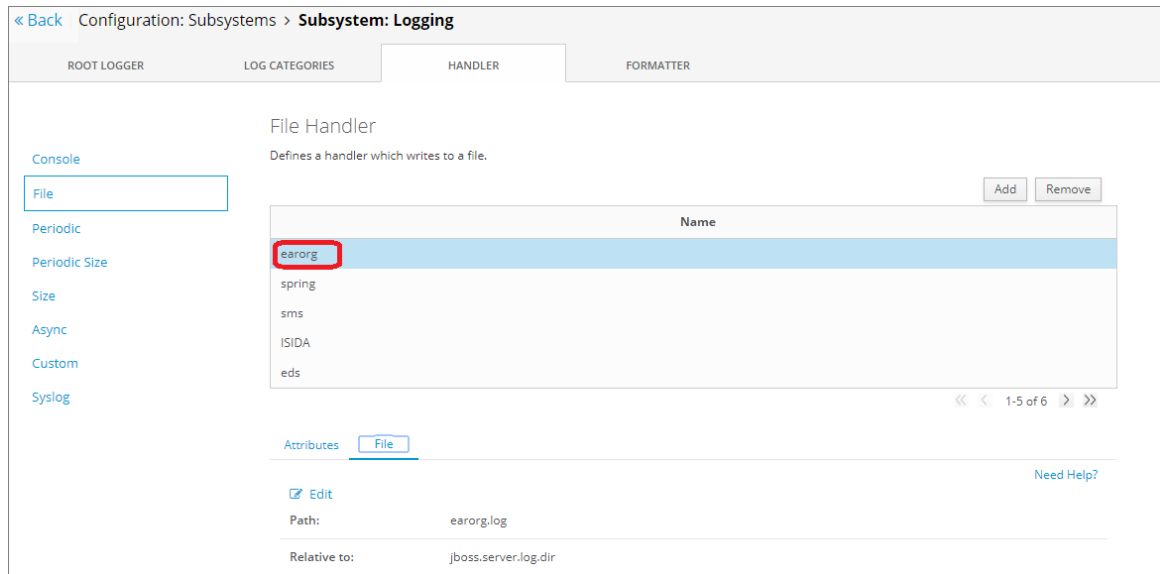 « Back Configuration: Subsystems > Subsystem: Logging
ROOT LOGGER LOG CATEGORIES HANDLER FORMATTER
File Handler
Defines a handler which writes to a file.
Console
File
Periodic
Periodic Size
Size
Async
Custom
Syslog
Add Remove
Name
earorg
spring
sms
ISIDA
eds
« < 1-5 of 6 > »
Attributes File
Need Help?
Edit
Path: earorg.log
Relative to: jboss.server.log.dir